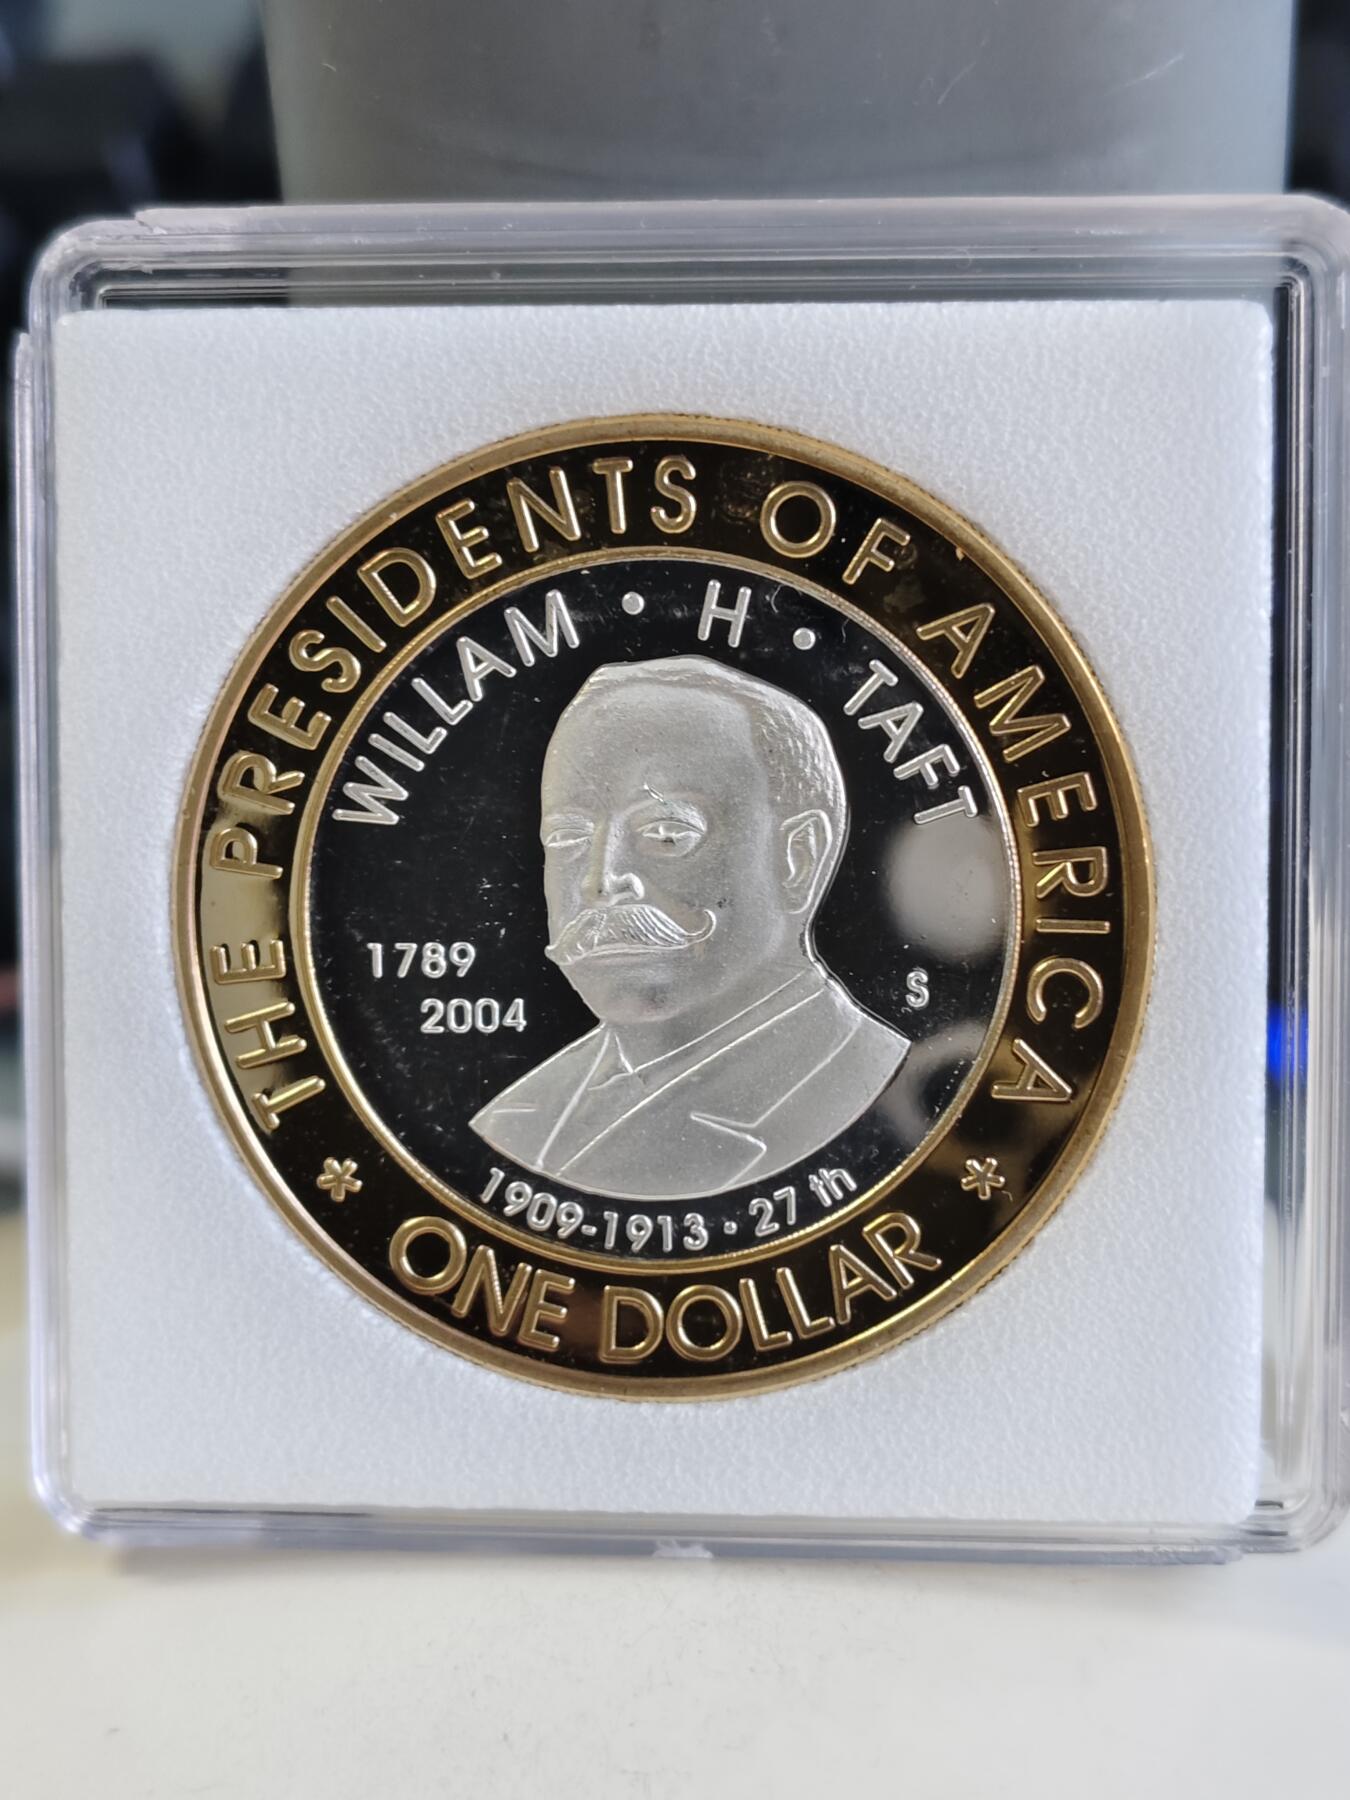 THE PRESIDENTS OF AMERICA
WILLAM • H • TAFT
1789
2004
S
1909-1913 • 27 th
* ONE DOLLAR *